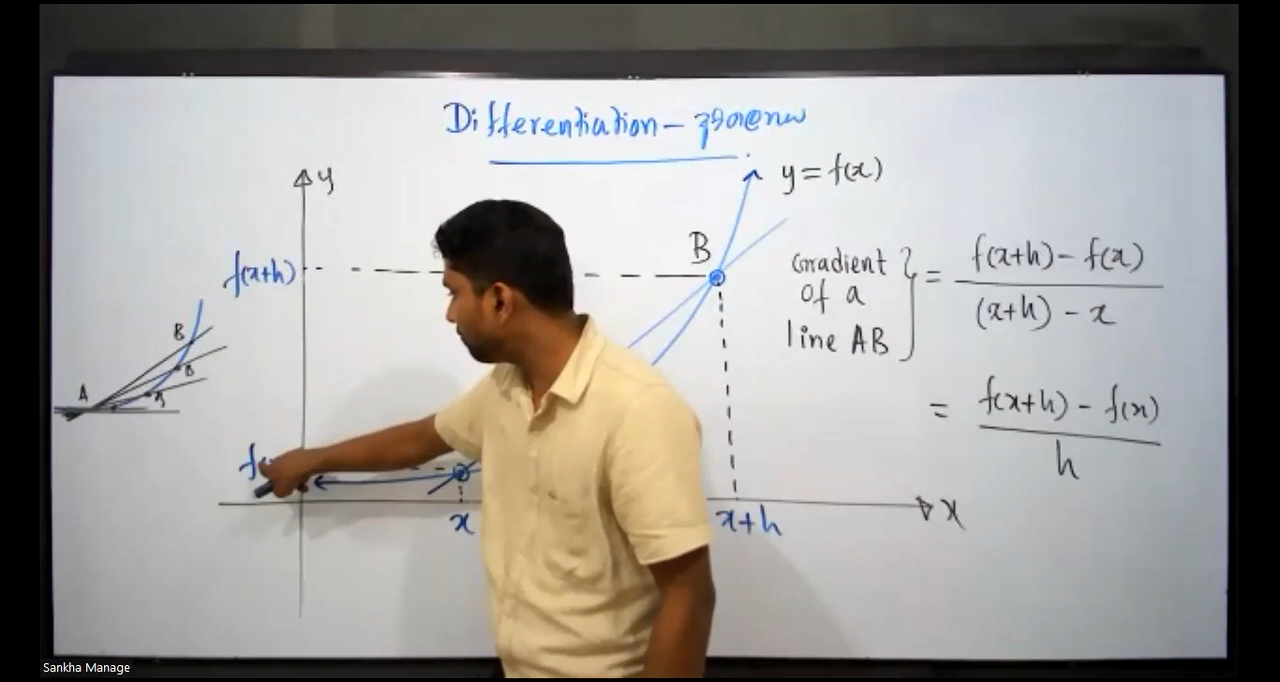 Differentiation –
y
y = f(x)
f(x+h)
B
Gradient
of a
line AB
= f(x+h) – f(x)
(x+h) – x
= f(x+h) – f(x)
h
B
B
A
x
x+h
x
Sankha Manage